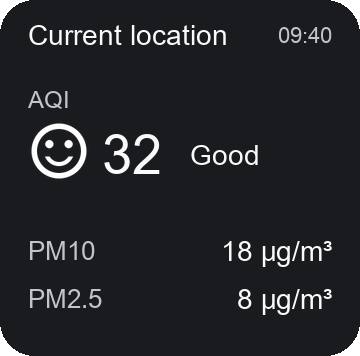 Current location 09:40
AQI
32 Good
PM10 18 µg/m³
PM2.5 8 µg/m³